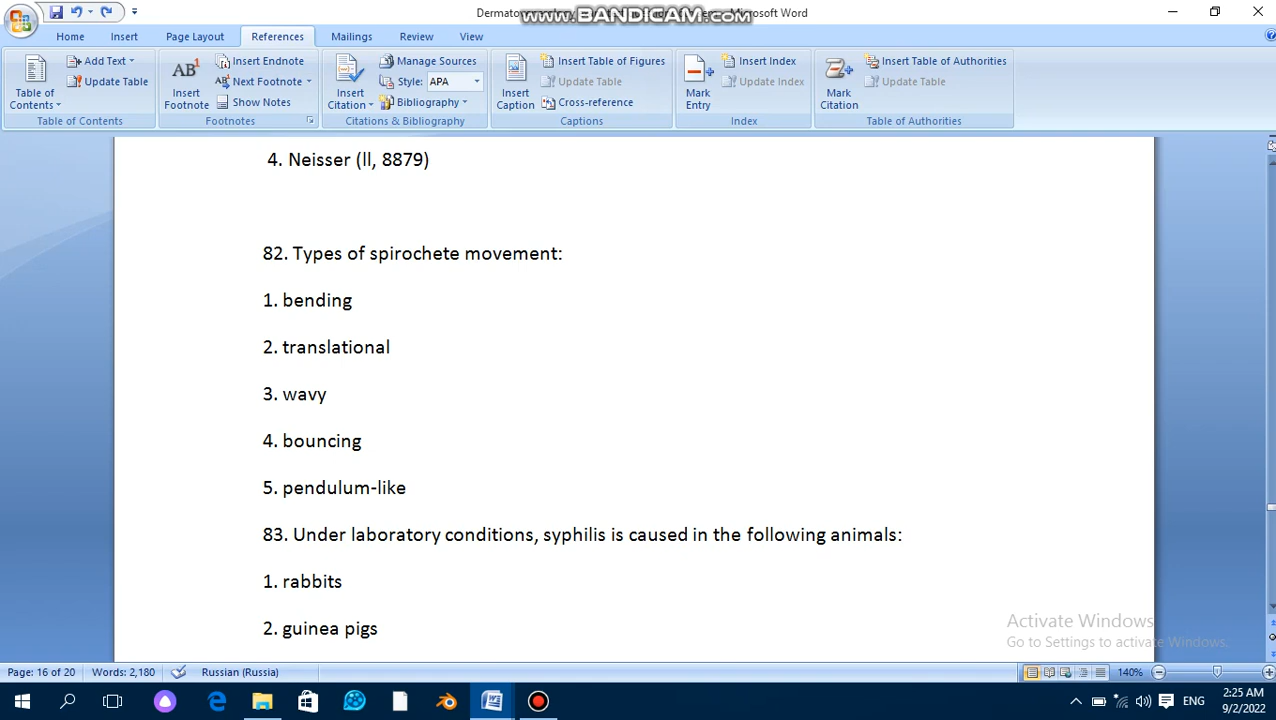 Dermato
www.BANDICAM.com
Microsoft Word
Home Insert Page Layout References Mailings Review View
Table of Contents
Add Text
Update Table
Table of Contents
AB1
Insert Footnote
Insert Endnote
Next Footnote
Show Notes
Footnotes
Insert Citation
Manage Sources
Style: APA
Bibliography
Citations & Bibliography
Insert Caption
Insert Table of Figures
Update Table
Cross-reference
Captions
Mark Entry
Insert Index
Update Index
Index
Mark Citation
Insert Table of Authorities
Update Table
Table of Authorities
4. Neisser (ll, 8879)
82. Types of spirochete movement:
1. bending
2. translational
3. wavy
4. bouncing
5. pendulum-like
83. Under laboratory conditions, syphilis is caused in the following animals:
1. rabbits
2. guinea pigs
Activate Windows
Go to Settings to activate Windows.
Page: 16 of 20 Words: 2,180 Russian (Russia) 140%
ENG
2:25 AM
9/2/2022